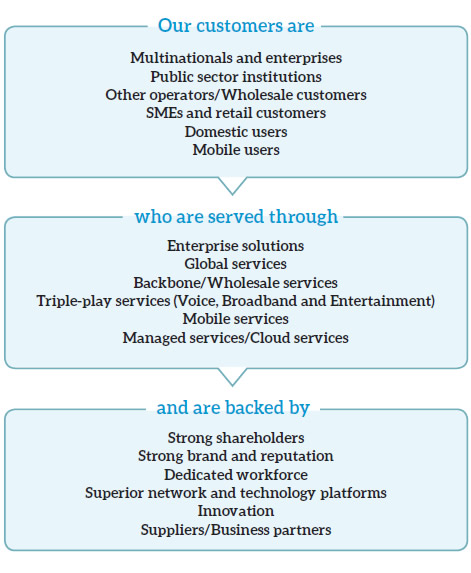 Our customers are
Multinationals and enterprises
Public sector institutions
Other operators/Wholesale customers
SMEs and retail customers
Domestic users
Mobile users
who are served through
Enterprise solutions
Global services
Backbone/Wholesale services
Triple-play services (Voice, Broadband and Entertainment)
Mobile services
Managed services/Cloud services
and are backed by
Strong shareholders
Strong brand and reputation
Dedicated workforce
Superior network and technology platforms
Innovation
Suppliers/Business partners